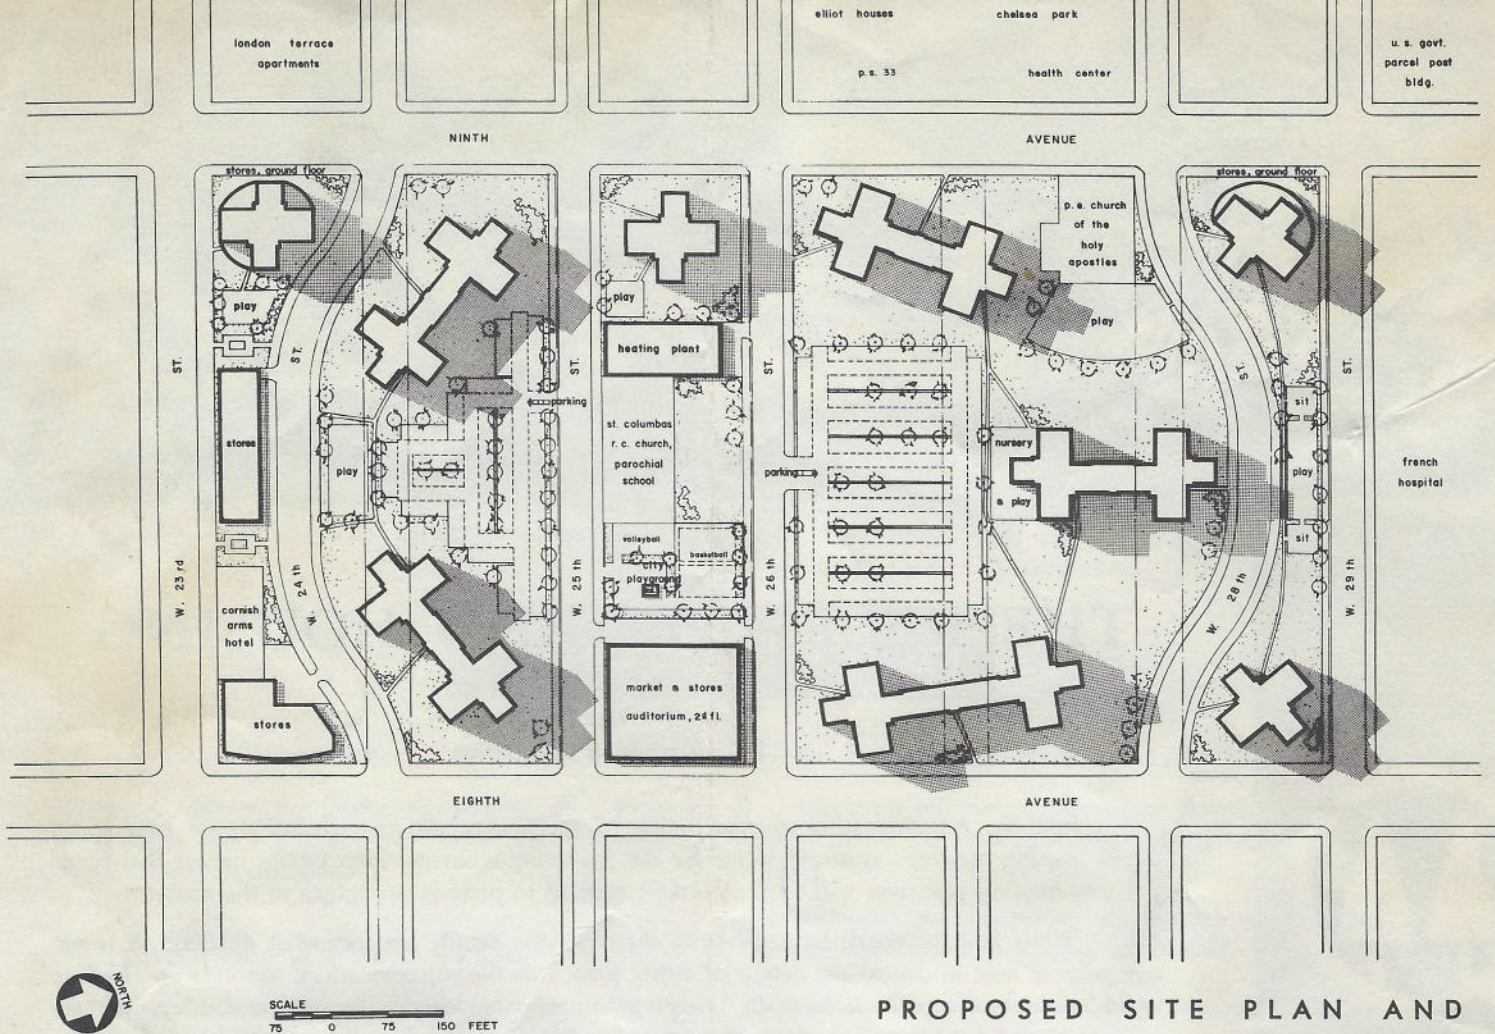 elliot houses
chelsea park
london terrace
apartments
u. s. govt.
parcel post
bldg.
p.s. 33
health center
NINTH
AVENUE
stores, ground floor
stores, ground floor
p. e. church
of the
holy
apostles
play
play
play
heating plant
ST.
ST.
ST.
ST.
ST.
ST.
parking
sit
stores
st. columbas
r. c. church,
parochial
school
nursery
& play
play
parking
play
french
hospital
volleyball
basketball
city
playground
sit
W. 23 rd
W. 24 th
W. 25 th
W. 26 th
W. 28 th
W. 29 th
cornish
arms
hotel
stores
market & stores
auditorium, 2d fl.
EIGHTH
AVENUE
NORTH
SCALE
75 0 75 150 FEET
PROPOSED SITE PLAN AND